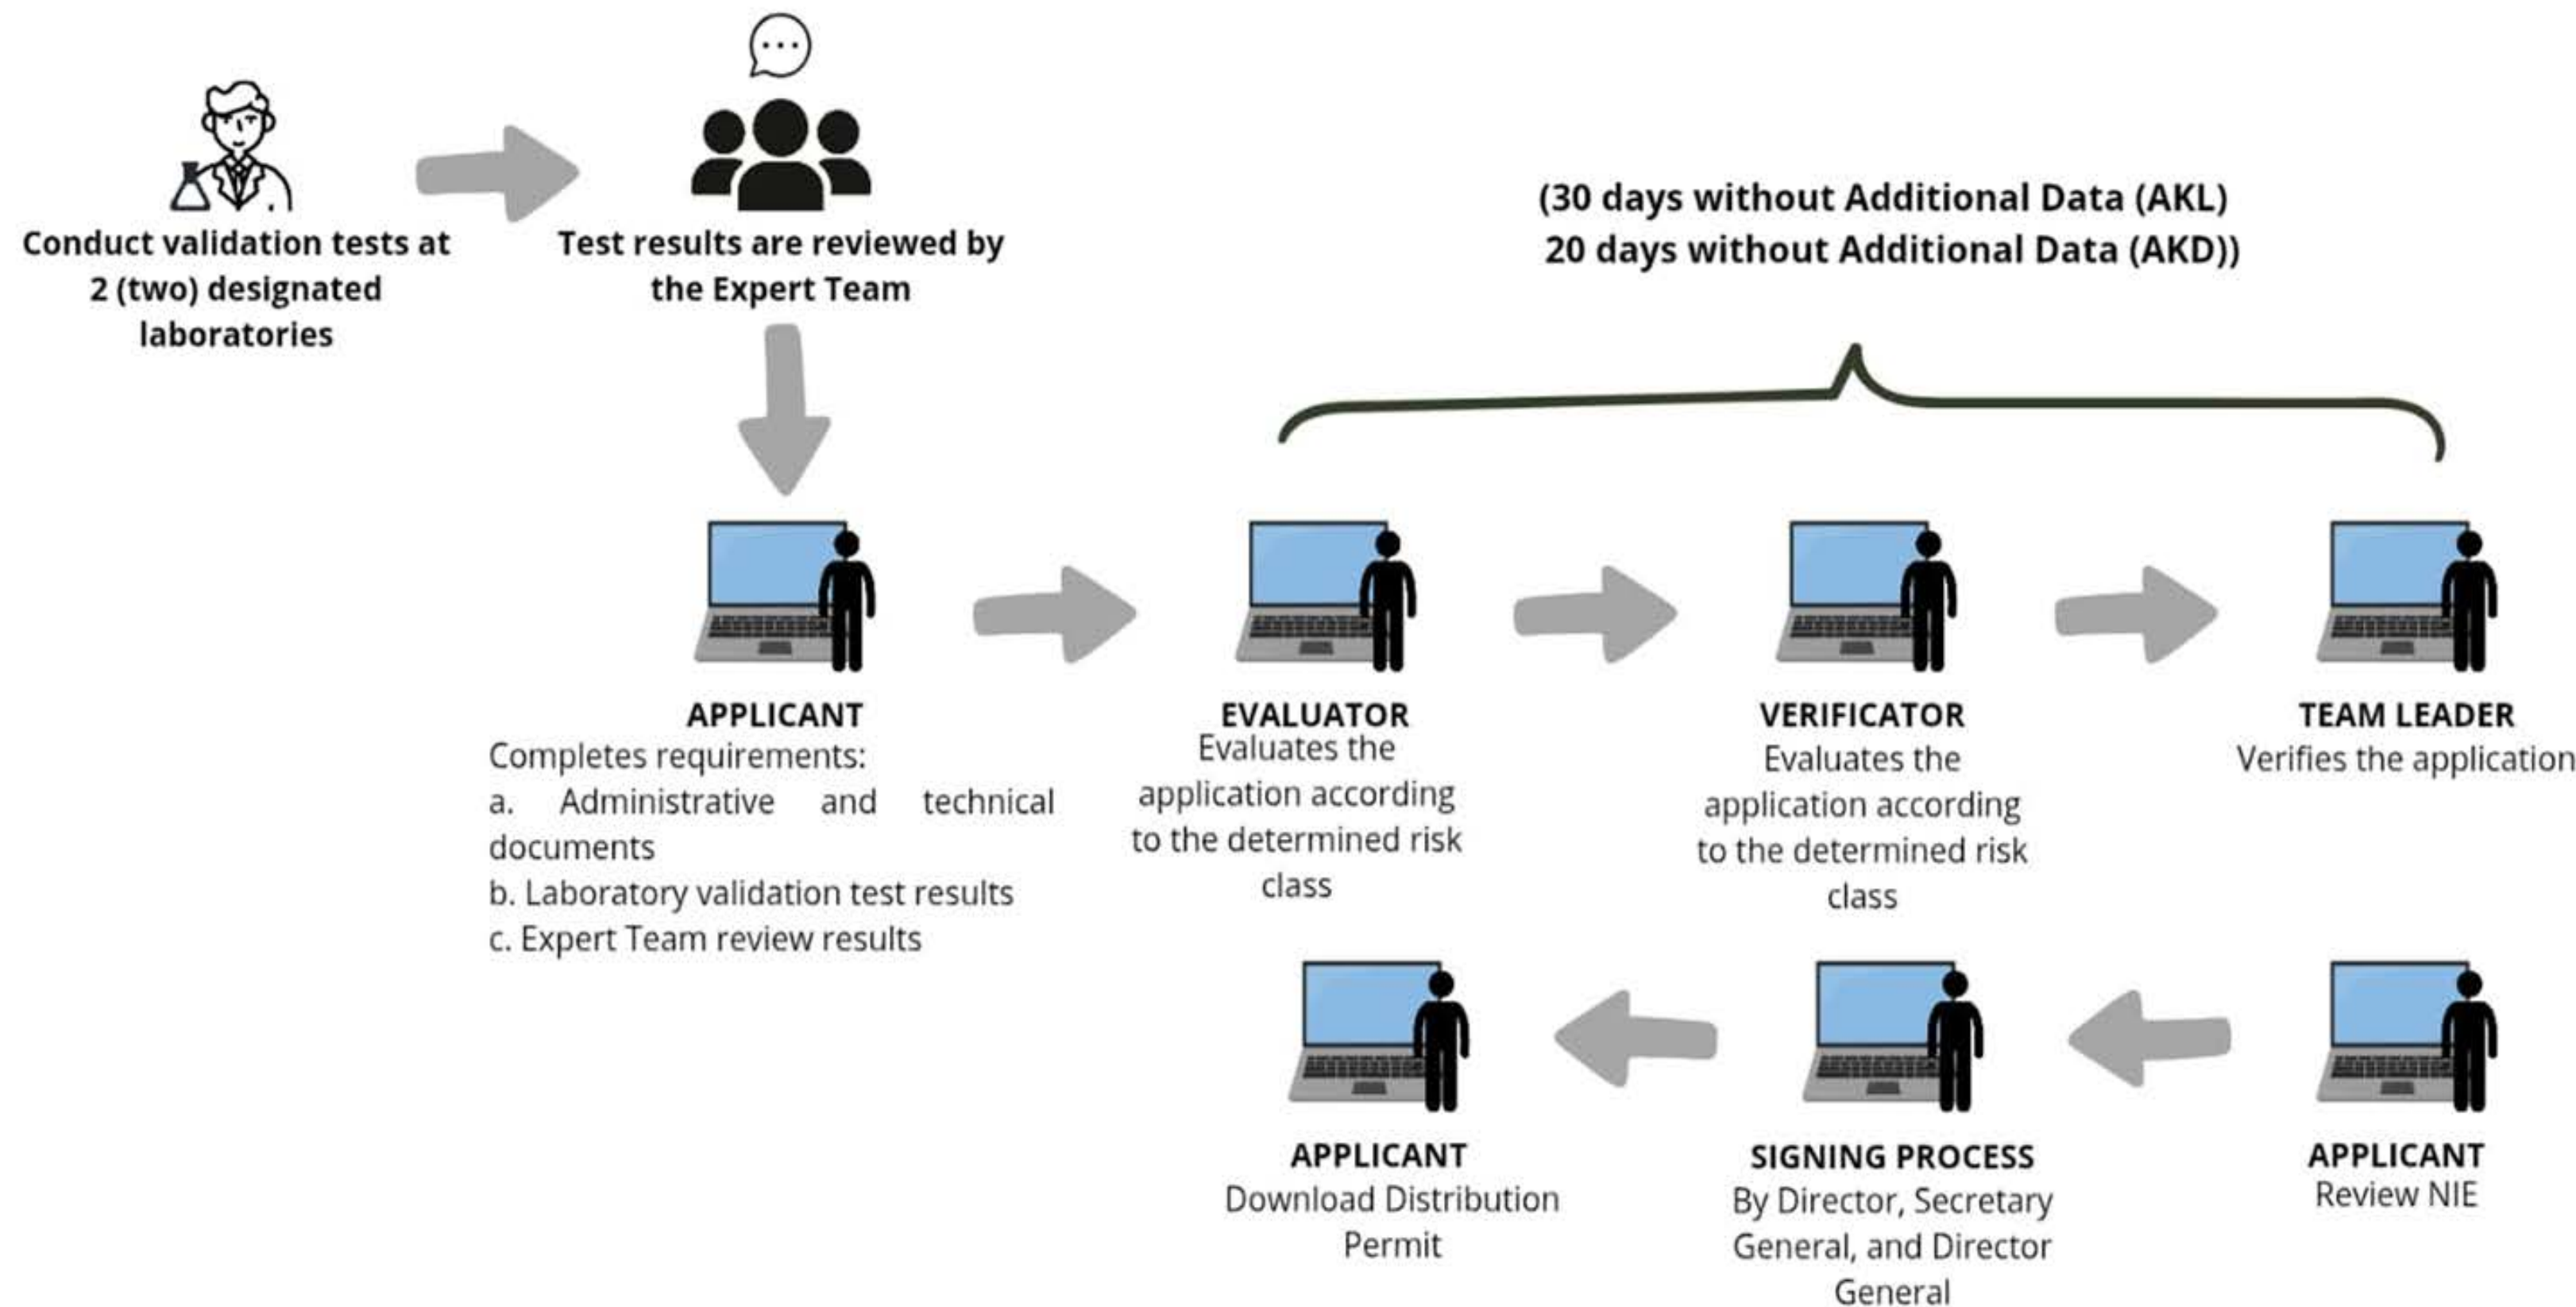 Conduct validation tests at
2 (two) designated
laboratories
Test results are reviewed by
the Expert Team
(30 days without Additional Data (AKL)
20 days without Additional Data (AKD))
APPLICANT
Completes requirements:
a. Administrative and technical
documents
b. Laboratory validation test results
c. Expert Team review results
EVALUATOR
Evaluates the
application according
to the determined risk
class
VERIFICATOR
Evaluates the
application according
to the determined risk
class
TEAM LEADER
Verifies the application
APPLICANT
Review NIE
SIGNING PROCESS
By Director, Secretary
General, and Director
General
APPLICANT
Download Distribution
Permit